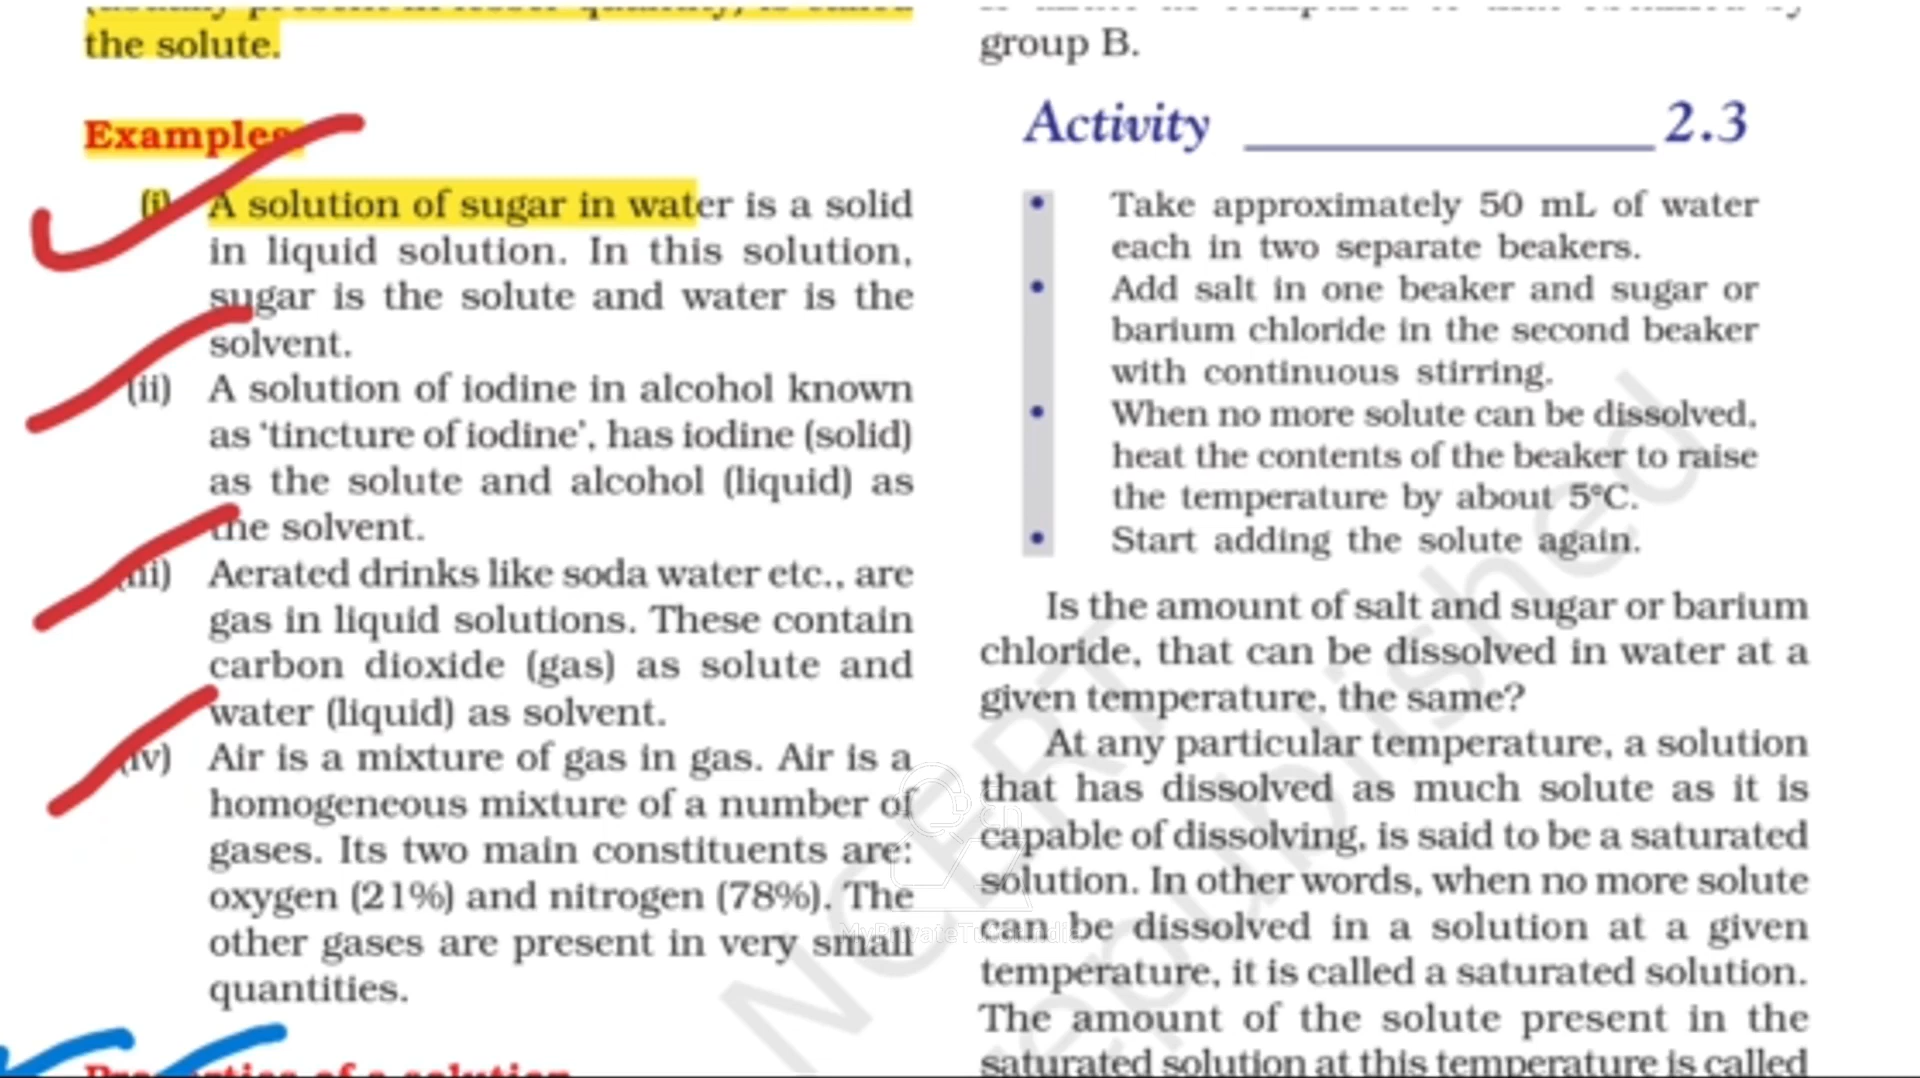 the solute.
Examples
(i) A solution of sugar in water is a solid
in liquid solution. In this solution,
sugar is the solute and water is the
solvent.
(ii) A solution of iodine in alcohol known
as ‘tincture of iodine’, has iodine (solid)
as the solute and alcohol (liquid) as
the solvent.
(iii) Aerated drinks like soda water etc., are
gas in liquid solutions. These contain
carbon dioxide (gas) as solute and
water (liquid) as solvent.
(iv) Air is a mixture of gas in gas. Air is a
homogeneous mixture of a number of
gases. Its two main constituents are:
oxygen (21%) and nitrogen (78%). The
other gases are present in very small
quantities.
Properties of a solution
group B.
Activity 2.3
• Take approximately 50 mL of water
each in two separate beakers.
• Add salt in one beaker and sugar or
barium chloride in the second beaker
with continuous stirring.
• When no more solute can be dissolved,
heat the contents of the beaker to raise
the temperature by about 5°C.
• Start adding the solute again.
Is the amount of salt and sugar or barium
chloride, that can be dissolved in water at a
given temperature, the same?
At any particular temperature, a solution
that has dissolved as much solute as it is
capable of dissolving, is said to be a saturated
solution. In other words, when no more solute
can be dissolved in a solution at a given
temperature, it is called a saturated solution.
The amount of the solute present in the
saturated solution at this temperature is called
NCERT
republished